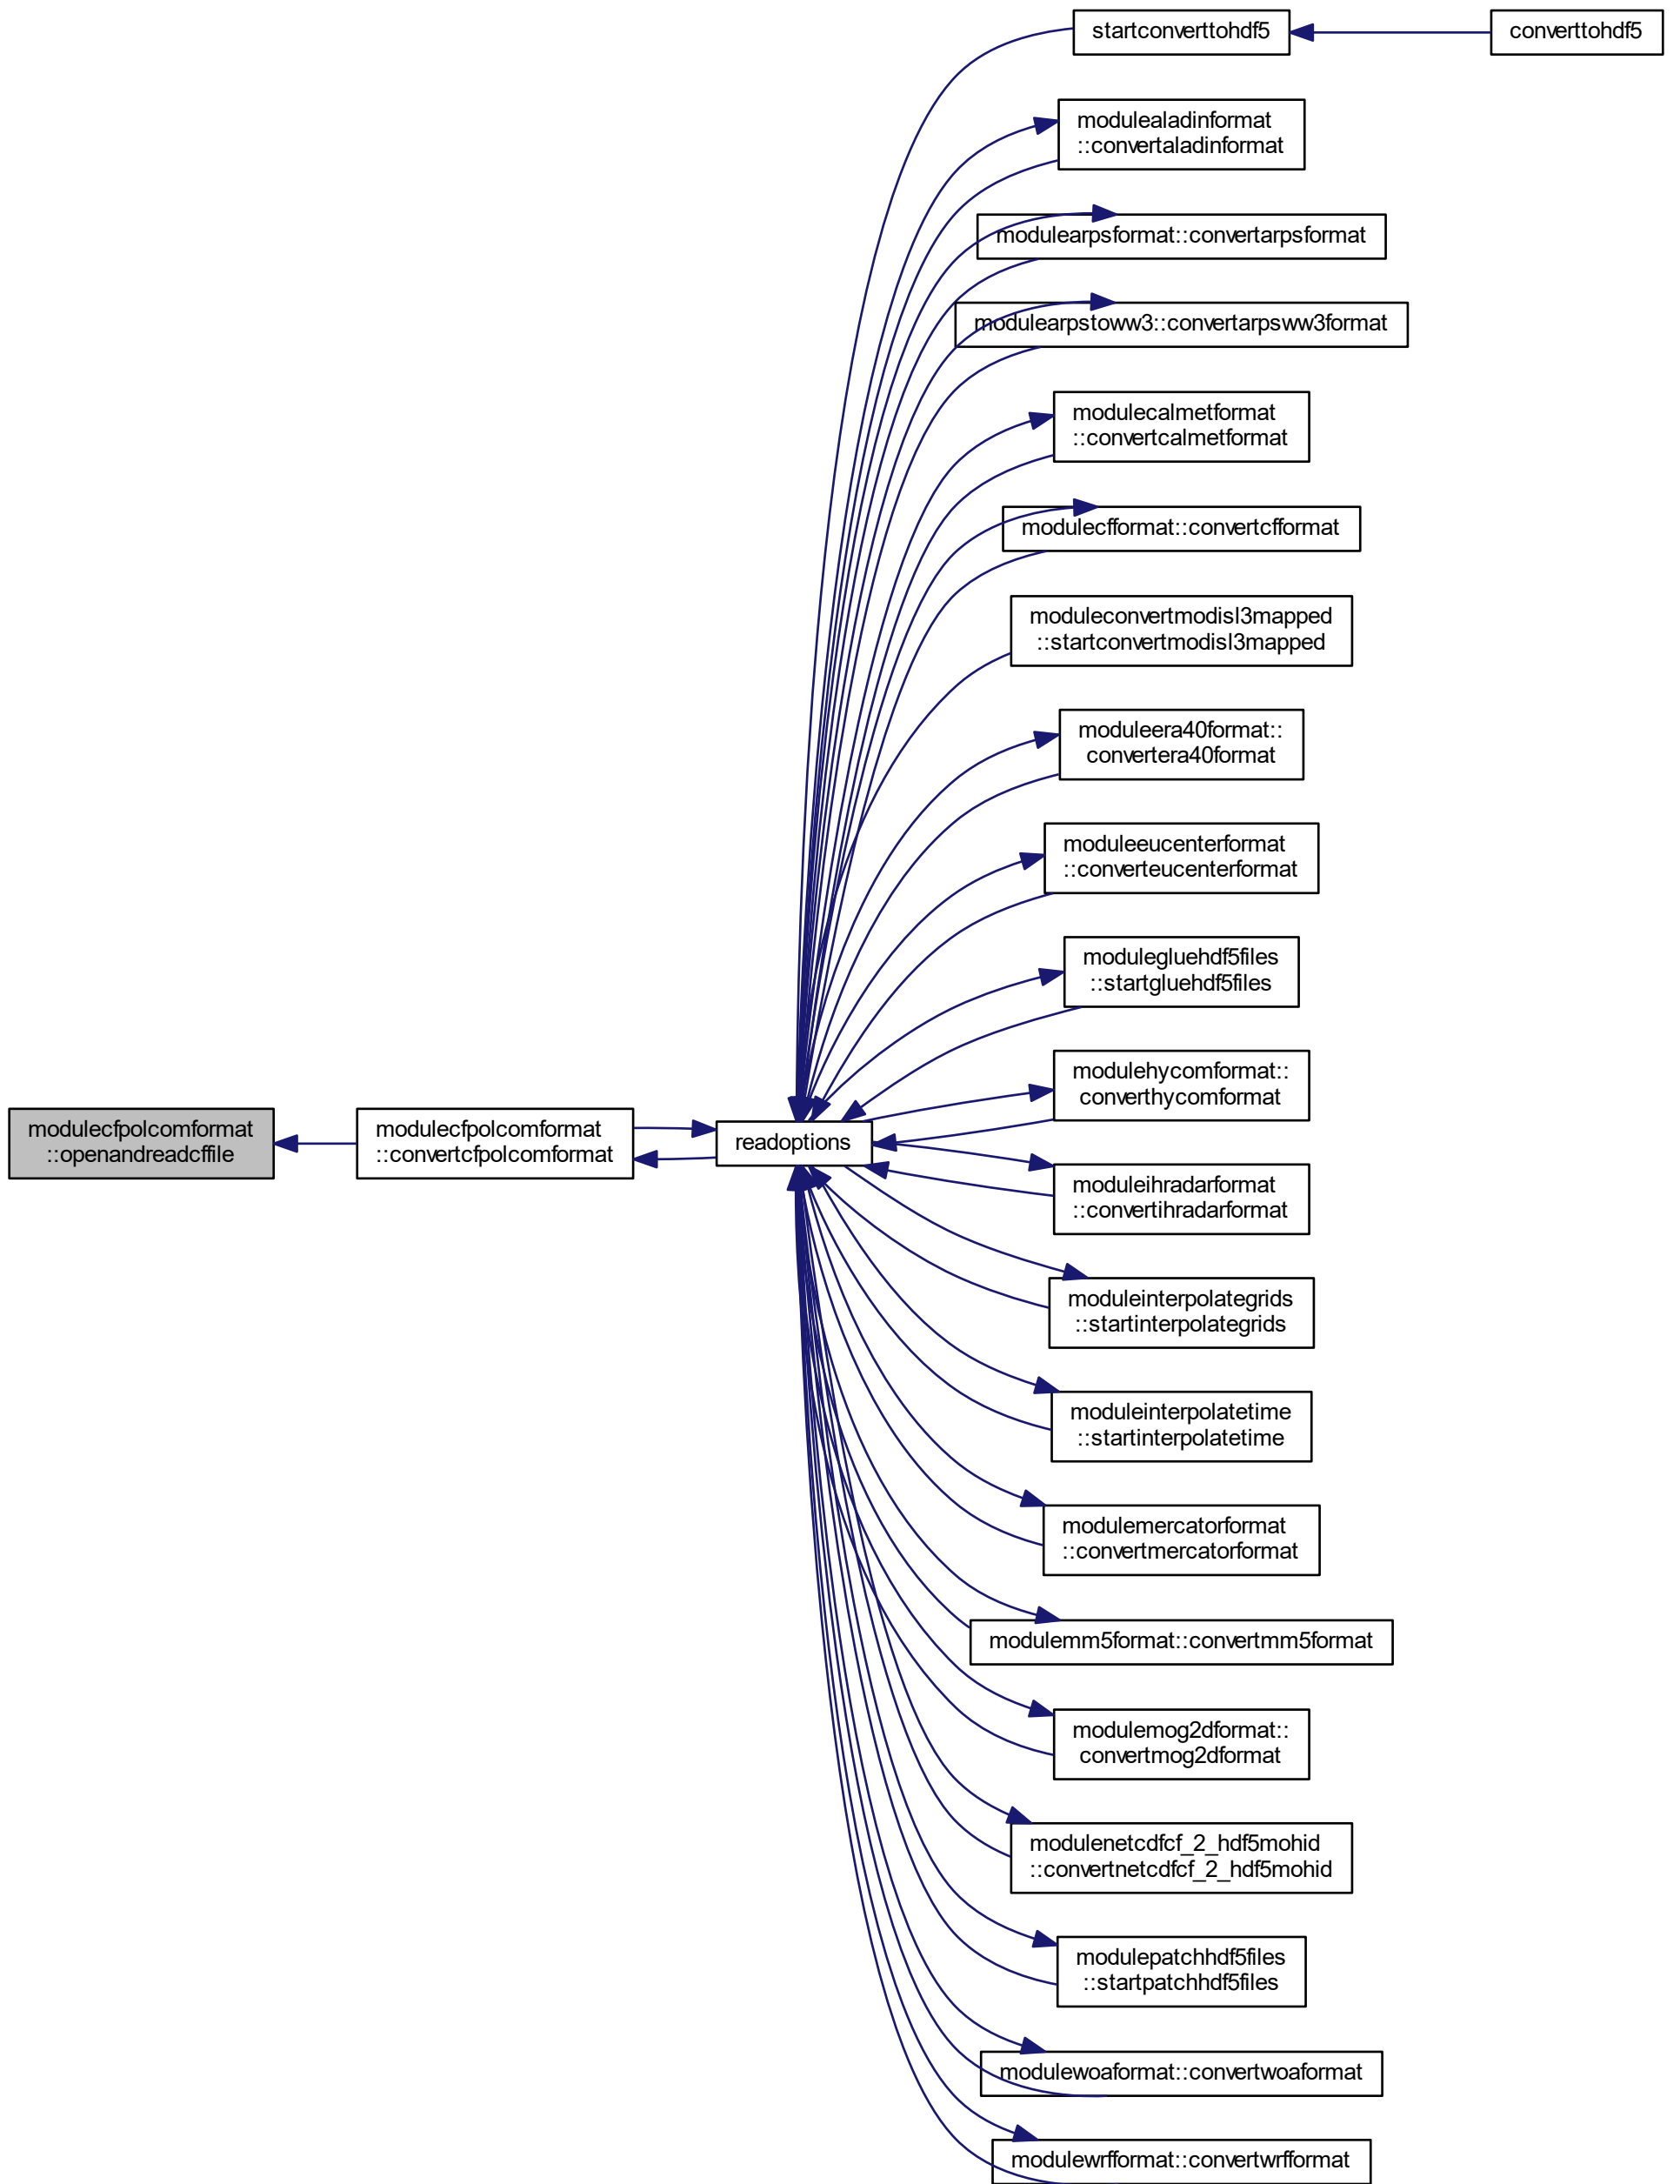 startconverttohdf5
converttohdf5
modulealadinformat
::convertaladinformat
modulearpsformat::convertarpsformat
modulearpstoww3::convertarpsww3format
modulecalmetformat
::convertcalmetformat
modulecfformat::convertcfformat
moduleconvertmodisl3mapped
::startconvertmodisl3mapped
moduleera40format::
convertera40format
moduleeucenterformat
::converteucenterformat
modulegluehdf5files
::startgluehdf5files
modulehycomformat::
converthycomformat
modulecfpolcomformat
::openandreadcffile
modulecfpolcomformat
::convertcfpolcomformat
readoptions
moduleihradarformat
::convertihradarformat
moduleinterpolategrids
::startinterpolategrids
moduleinterpolatetime
::startinterpolatetime
modulemercatorformat
::convertmercatorformat
modulemm5format::convertmm5format
modulemog2dformat::
convertmog2dformat
modulenetcdfcf_2_hdf5mohid
::convertnetcdfcf_2_hdf5mohid
modulepatchhdf5files
::startpatchhdf5files
modulewoaformat::convertwoaformat
modulewrfformat::convertwrfformat